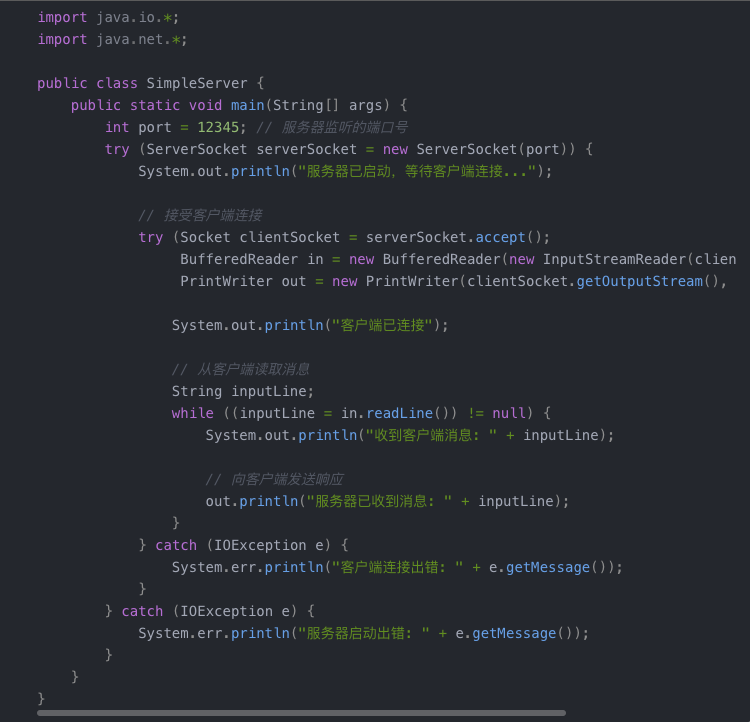 import java.io.*;
import java.net.*;
public class SimpleServer {
public static void main(String[] args) {
int port = 12345; // 服务器监听的端口号
try (ServerSocket serverSocket = new ServerSocket(port)) {
System.out.println("服务器已启动，等待客户端连接...");
// 接受客户端连接
try (Socket clientSocket = serverSocket.accept();
BufferedReader in = new BufferedReader(new InputStreamReader(clien
PrintWriter out = new PrintWriter(clientSocket.getOutputStream(),
System.out.println("客户端已连接");
// 从客户端读取消息
String inputLine;
while ((inputLine = in.readLine()) != null) {
System.out.println("收到客户端消息: " + inputLine);
// 向客户端发送响应
out.println("服务器已收到消息: " + inputLine);
}
} catch (IOException e) {
System.err.println("客户端连接出错: " + e.getMessage());
}
} catch (IOException e) {
System.err.println("服务器启动出错: " + e.getMessage());
}
}
}